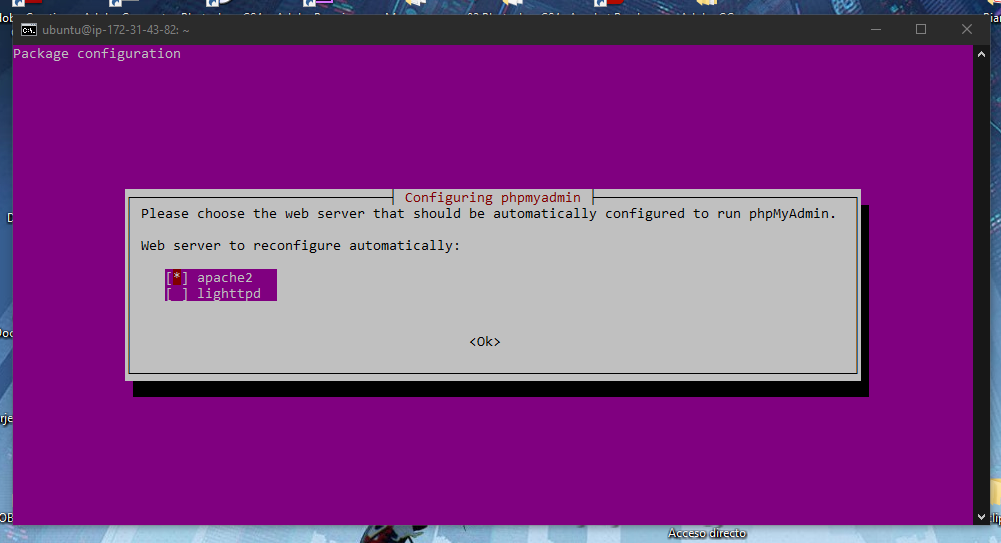 ubuntu@ip-172-31-43-82: ~
Package configuration
Configuring phpmyadmin
Please choose the web server that should be automatically configured to run phpMyAdmin.
Web server to reconfigure automatically:
[*] apache2
[ ] lighttpd
<Ok>
Acceso directo